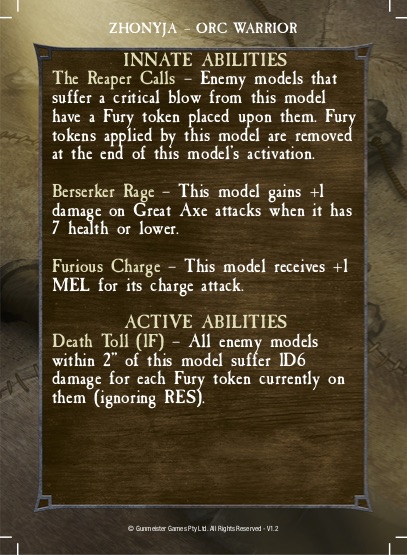 ZHONYJA – ORC WARRIOR
INNATE ABILITIES
The Reaper Calls – Enemy models that
suffer a critical blow from this model
have a Fury token placed upon them. Fury
tokens applied by this model are removed
at the end of this model's activation.
Berserker Rage – This model gains +1
damage on Great Axe attacks when it has
7 health or lower.
Furious Charge – This model receives +1
MEL for its charge attack.
ACTIVE ABILITIES
Death Toll (1F) – All enemy models
within 2" of this model suffer 1D6
damage for each Fury token currently on
them (ignoring RES).
© Gunmeister Games Pty Ltd. All Rights Reserved - V1.2